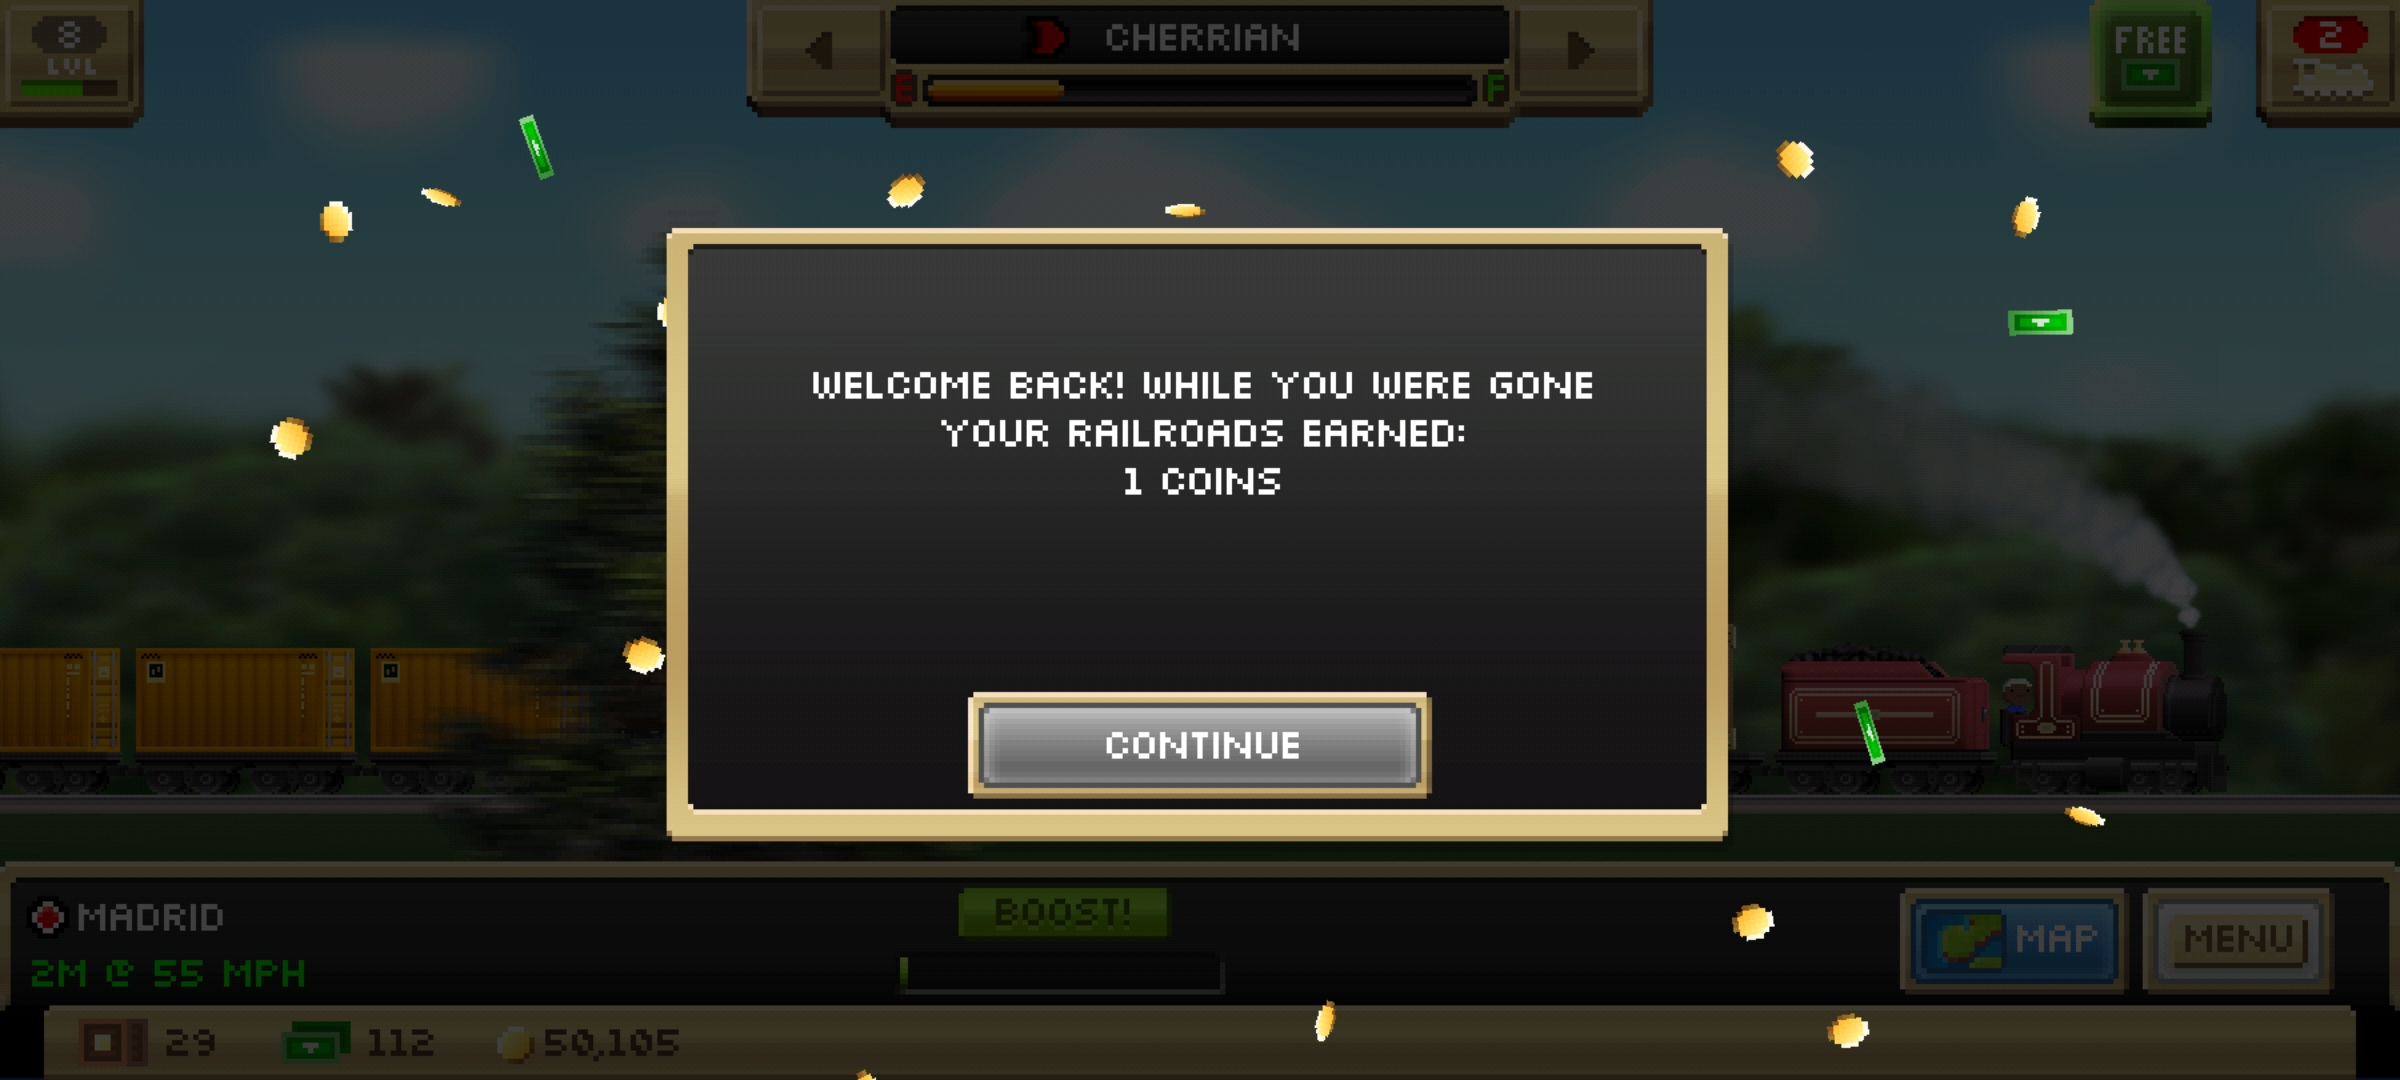 8
LVL
CHERRIAN
E
F
FREE
2
WELCOME BACK! WHILE YOU WERE GONE
YOUR RAILROADS EARNED:
1 COINS
CONTINUE
MADRID
2M @ 55 MPH
BOOST!
MAP
MENU
29
112
50,105